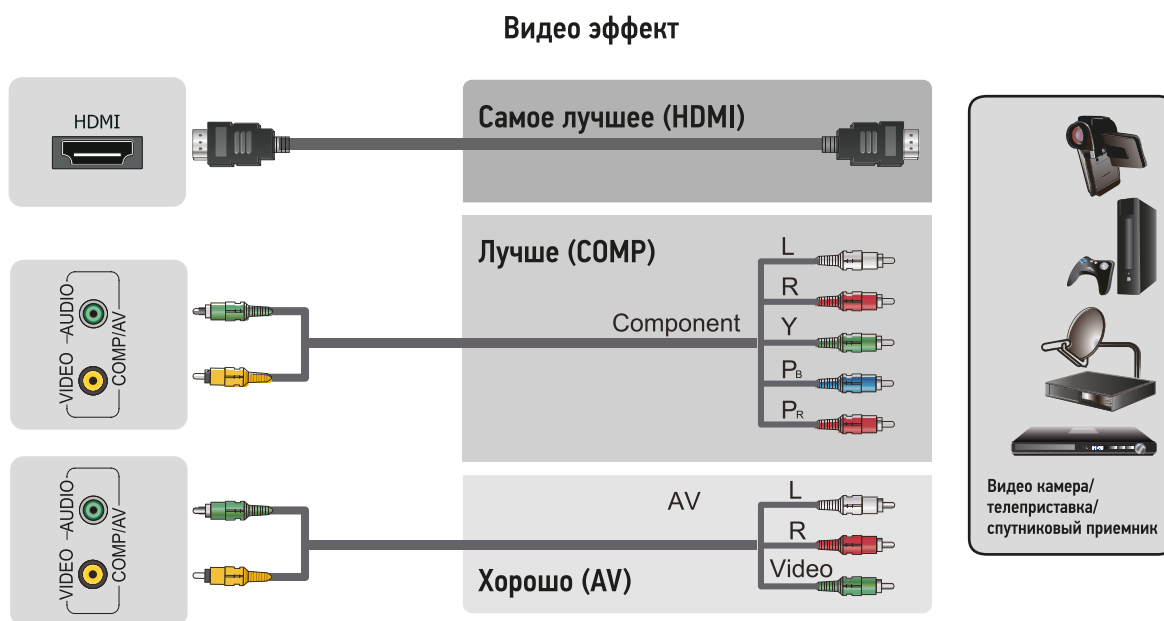 Видео эффект
HDMI
Самое лучшее (HDMI)
Лучше (COMP)
Component
L
R
Y
PB
PR
VIDEO
AUDIO
COMP/AV
Хорошо (AV)
AV
L
R
Video
VIDEO
AUDIO
COMP/AV
Видео камера/
телеприставка/
спутниковый приемник